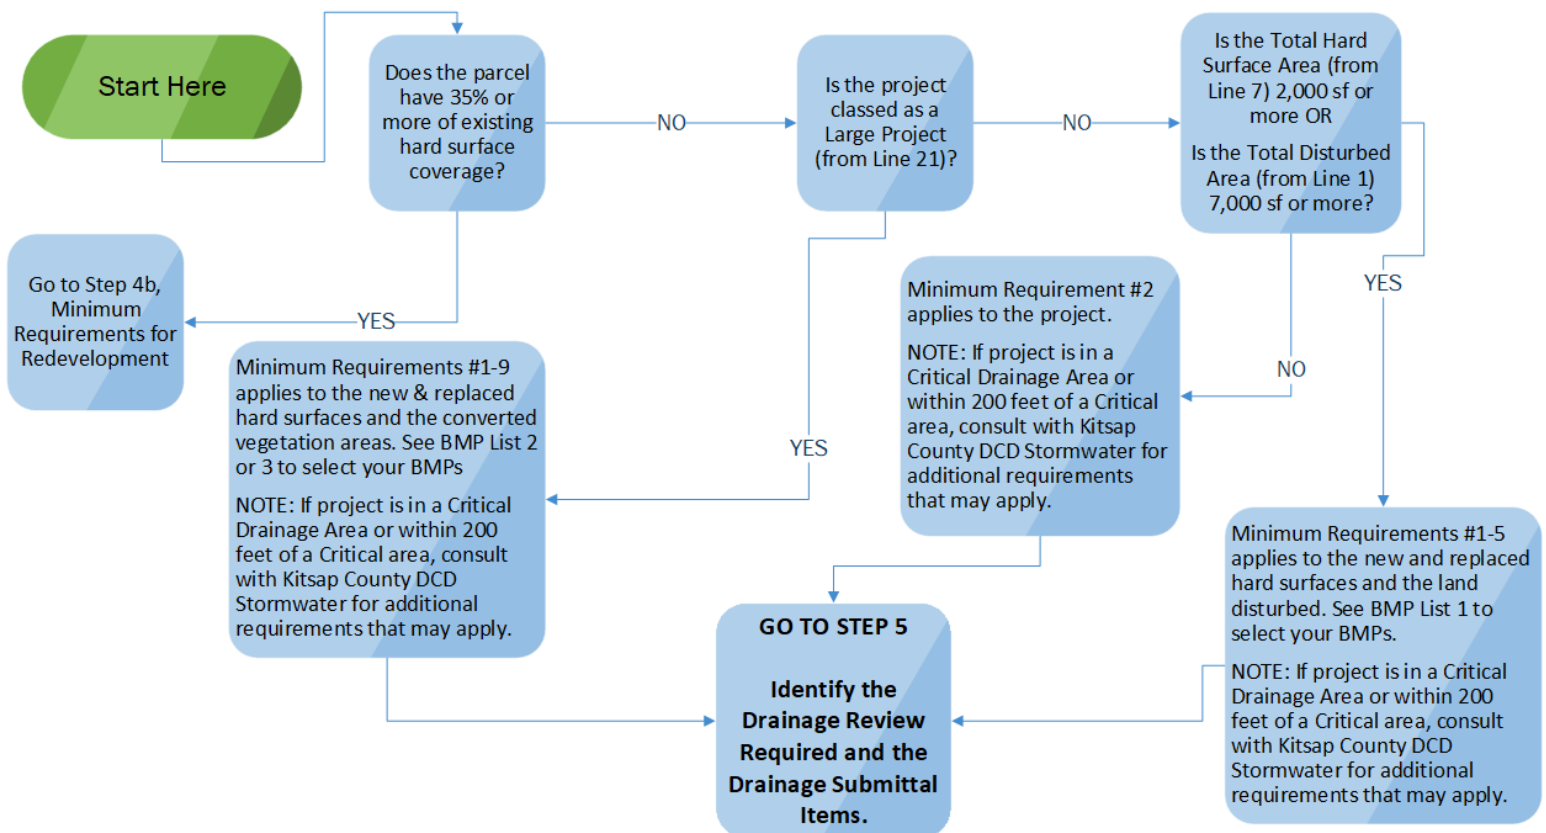 Start Here
Does the parcel
have 35% or
more of existing
hard surface
coverage?
NO
Is the project
classed as a
Large Project
(from Line 21)?
NO
Is the Total Hard
Surface Area (from
Line 7) 2,000 sf or
more OR
Is the Total Disturbed
Area (from Line 1)
7,000 sf or more?
YES
Go to Step 4b,
Minimum
Requirements for
Redevelopment
YES
Minimum Requirements #1-9
applies to the new & replaced
hard surfaces and the converted
vegetation areas. See BMP List 2
or 3 to select your BMPs
NOTE: If project is in a Critical
Drainage Area or within 200
feet of a Critical area, consult
with Kitsap County DCD
Stormwater for additional
requirements that may apply.
YES
Minimum Requirement #2
applies to the project.
NOTE: If project is in a
Critical Drainage Area or
within 200 feet of a Critical
area, consult with Kitsap
County DCD Stormwater for
additional requirements
that may apply.
NO
Minimum Requirements #1-5
applies to the new and replaced
hard surfaces and the land
disturbed. See BMP List 1 to
select your BMPs.
NOTE: If project is in a Critical
Drainage Area or within 200
feet of a Critical area, consult
with Kitsap County DCD
Stormwater for additional
requirements that may apply.
GO TO STEP 5
Identify the
Drainage Review
Required and the
Drainage Submittal
Items.